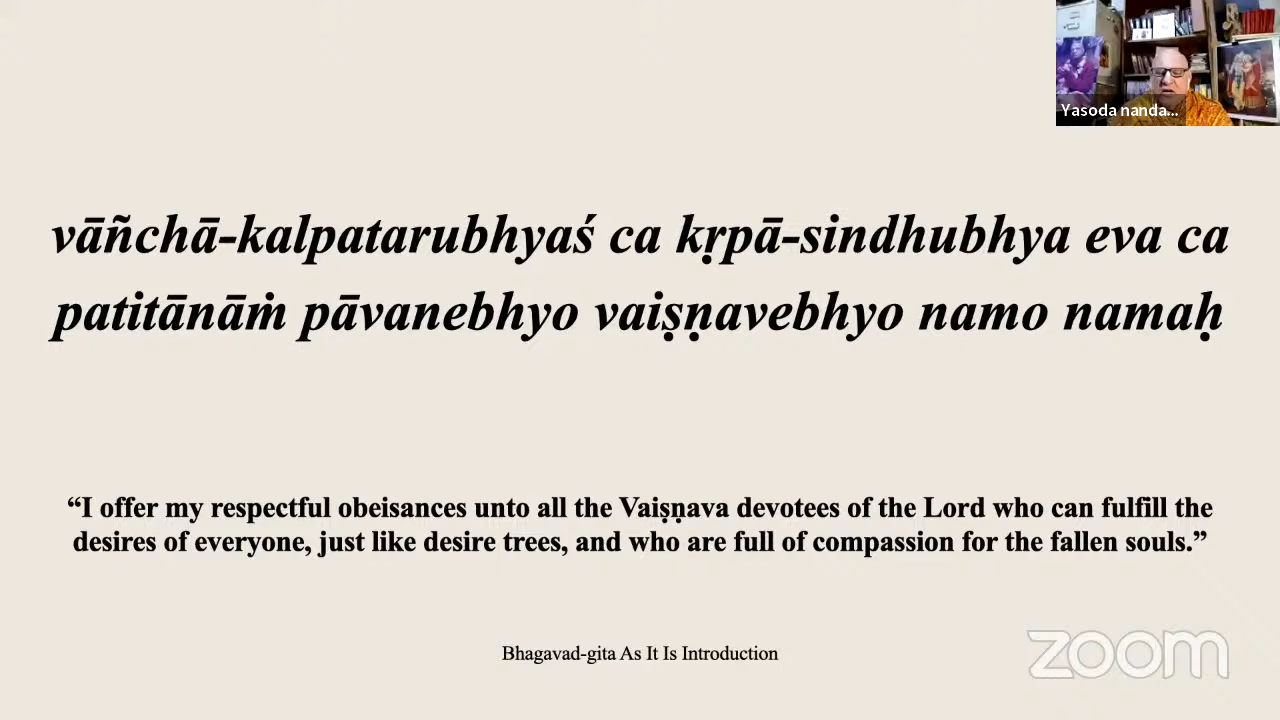 Yasoda nanda...
vāñchā-kalpatarubhyaś ca kṛpā-sindhubhya eva ca
patitānāṁ pāvanebhyo vaiṣṇavebhyo namo namaḥ
“I offer my respectful obeisances unto all the Vaiṣṇava devotees of the Lord who can fulfill the
desires of everyone, just like desire trees, and who are full of compassion for the fallen souls.”
Bhagavad-gita As It Is Introduction
zoom